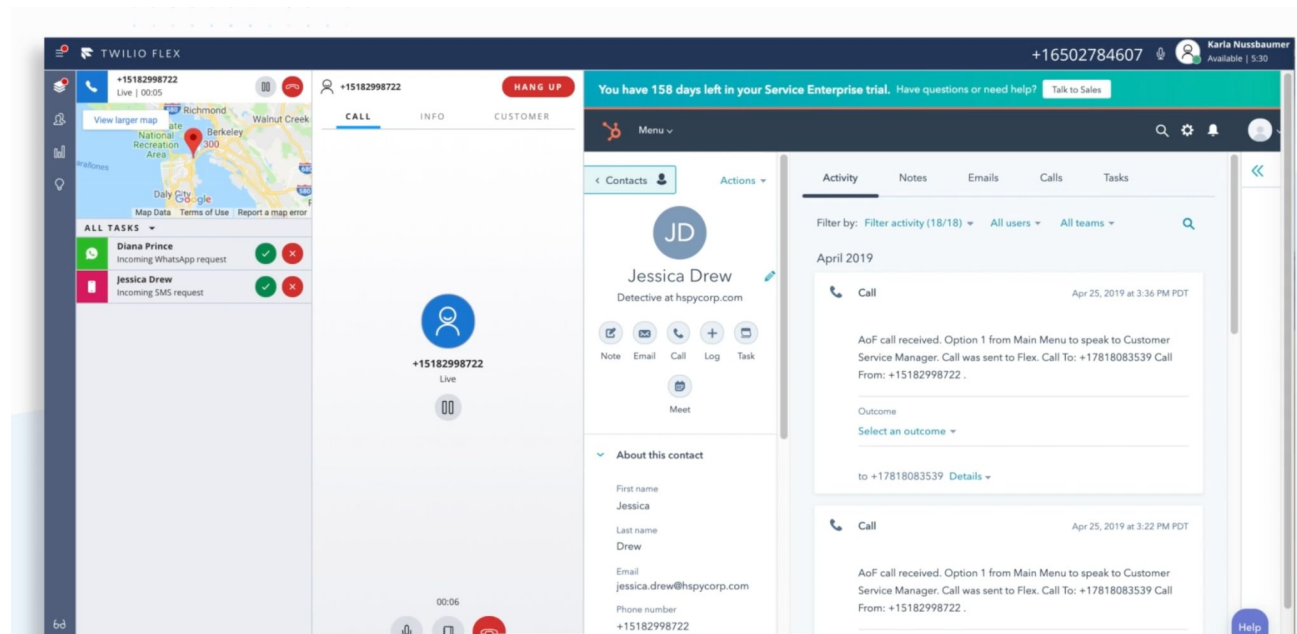 TWILIO FLEX
+16502784607
Karla Nussbaumer
Available | 5:30
+15182998722
Live | 00:05
View larger map
Richmond
Walnut Creek
Berkeley
National
Recreation
Area
300
Daly City
Google
Map Data Terms of Use Report a map error
ALL TASKS
Diana Prince
Incoming WhatsApp request
Jessica Drew
Incoming SMS request
+15182998722
HANG UP
CALL INFO CUSTOMER
+15182998722
Live
00:06
You have 158 days left in your Service Enterprise trial. Have questions or need help? Talk to Sales
Menu
Contacts
Actions
JD
Jessica Drew
Detective at hspycorp.com
Note Email Call Log Task
Meet
About this contact
First name
Jessica
Last name
Drew
Email
jessica.drew@hspycorp.com
Phone number
+15182998722
Activity Notes Emails Calls Tasks
Filter by: Filter activity (18/18) All users All teams
April 2019
Call Apr 25, 2019 at 3:36 PM PDT
AoF call received. Option 1 from Main Menu to speak to Customer
Service Manager. Call was sent to Flex. Call To: +17818083539 Call
From: +15182998722 .
Outcome
Select an outcome
to +17818083539 Details
Call Apr 25, 2019 at 3:22 PM PDT
AoF call received. Option 1 from Main Menu to speak to Customer
Service Manager. Call was sent to Flex. Call To: +17818083539 Call
From: +15182998722 .
Help